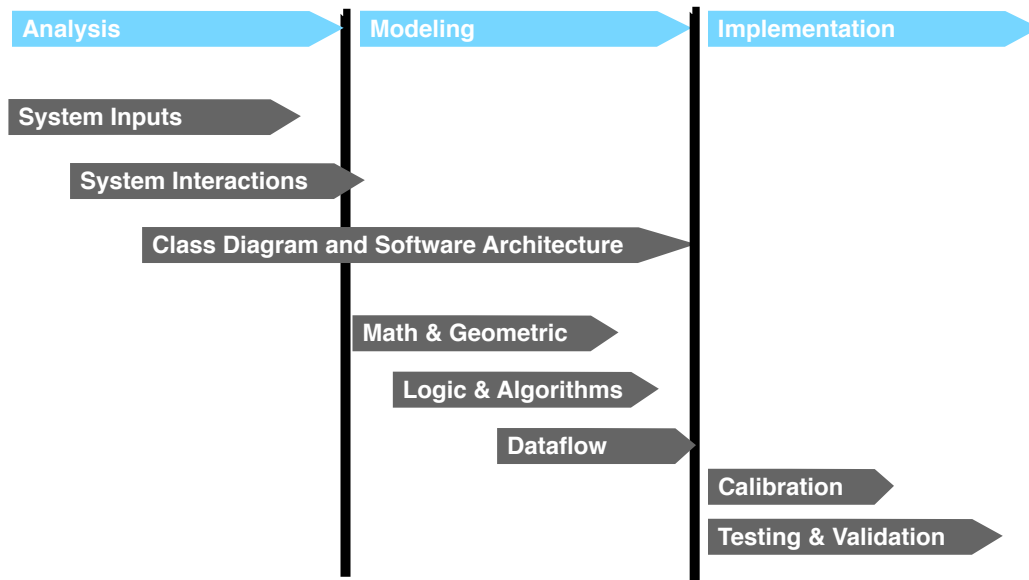 Analysis
Modeling
Implementation
System Inputs
System Interactions
Class Diagram and Software Architecture
Math & Geometric
Logic & Algorithms
Dataflow
Calibration
Testing & Validation